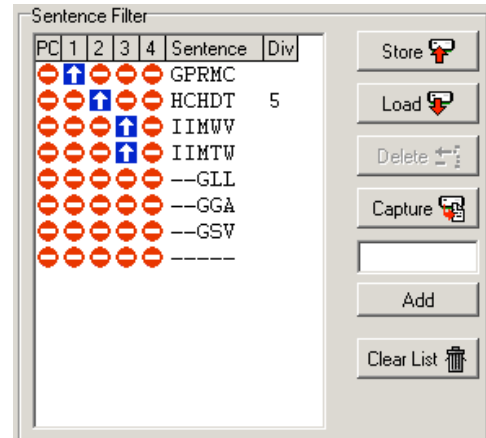 Sentence Filter
PC 1 2 3 4 Sentence Div
GPRMC
HCHDT 5
IIMWV
IIMTW
--GLL
--GGA
--GSV
-----
Store
Load
Delete
Capture
Add
Clear List